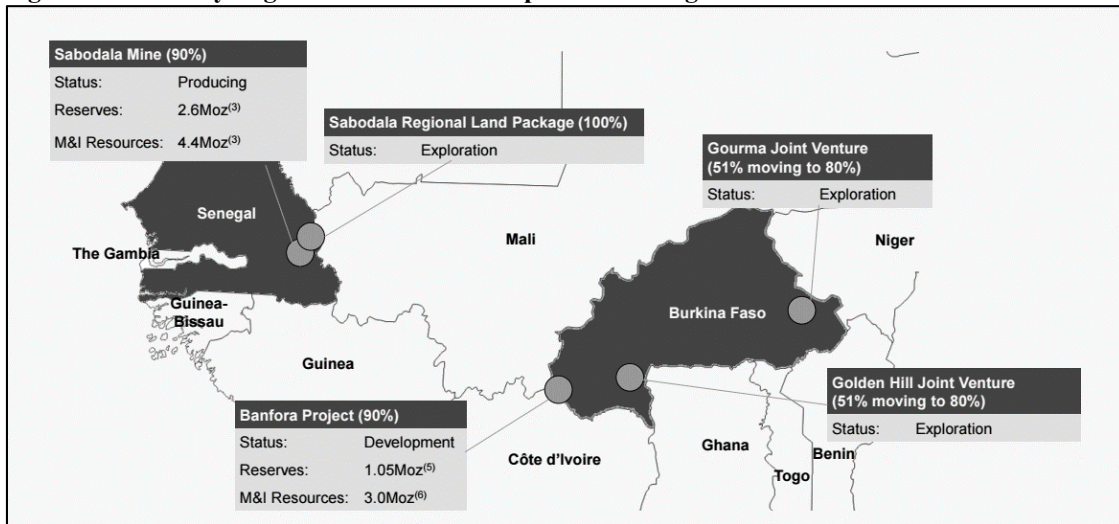 Sabodala Mine (90%)
Status: Producing
Reserves: 2.6Moz(3)
M&I Resources: 4.4Moz(3)
Sabodala Regional Land Package (100%)
Status: Exploration
Gourma Joint Venture
(51% moving to 80%)
Status: Exploration
Senegal
The Gambia
Mali
Niger
Guinea-
Bissau
Burkina Faso
Guinea
Golden Hill Joint Venture
(51% moving to 80%)
Status: Exploration
Banfora Project (90%)
Status: Development
Reserves: 1.05Moz(5)
M&I Resources: 3.0Moz(6)
Côte d'Ivoire
Ghana
Togo
Benin